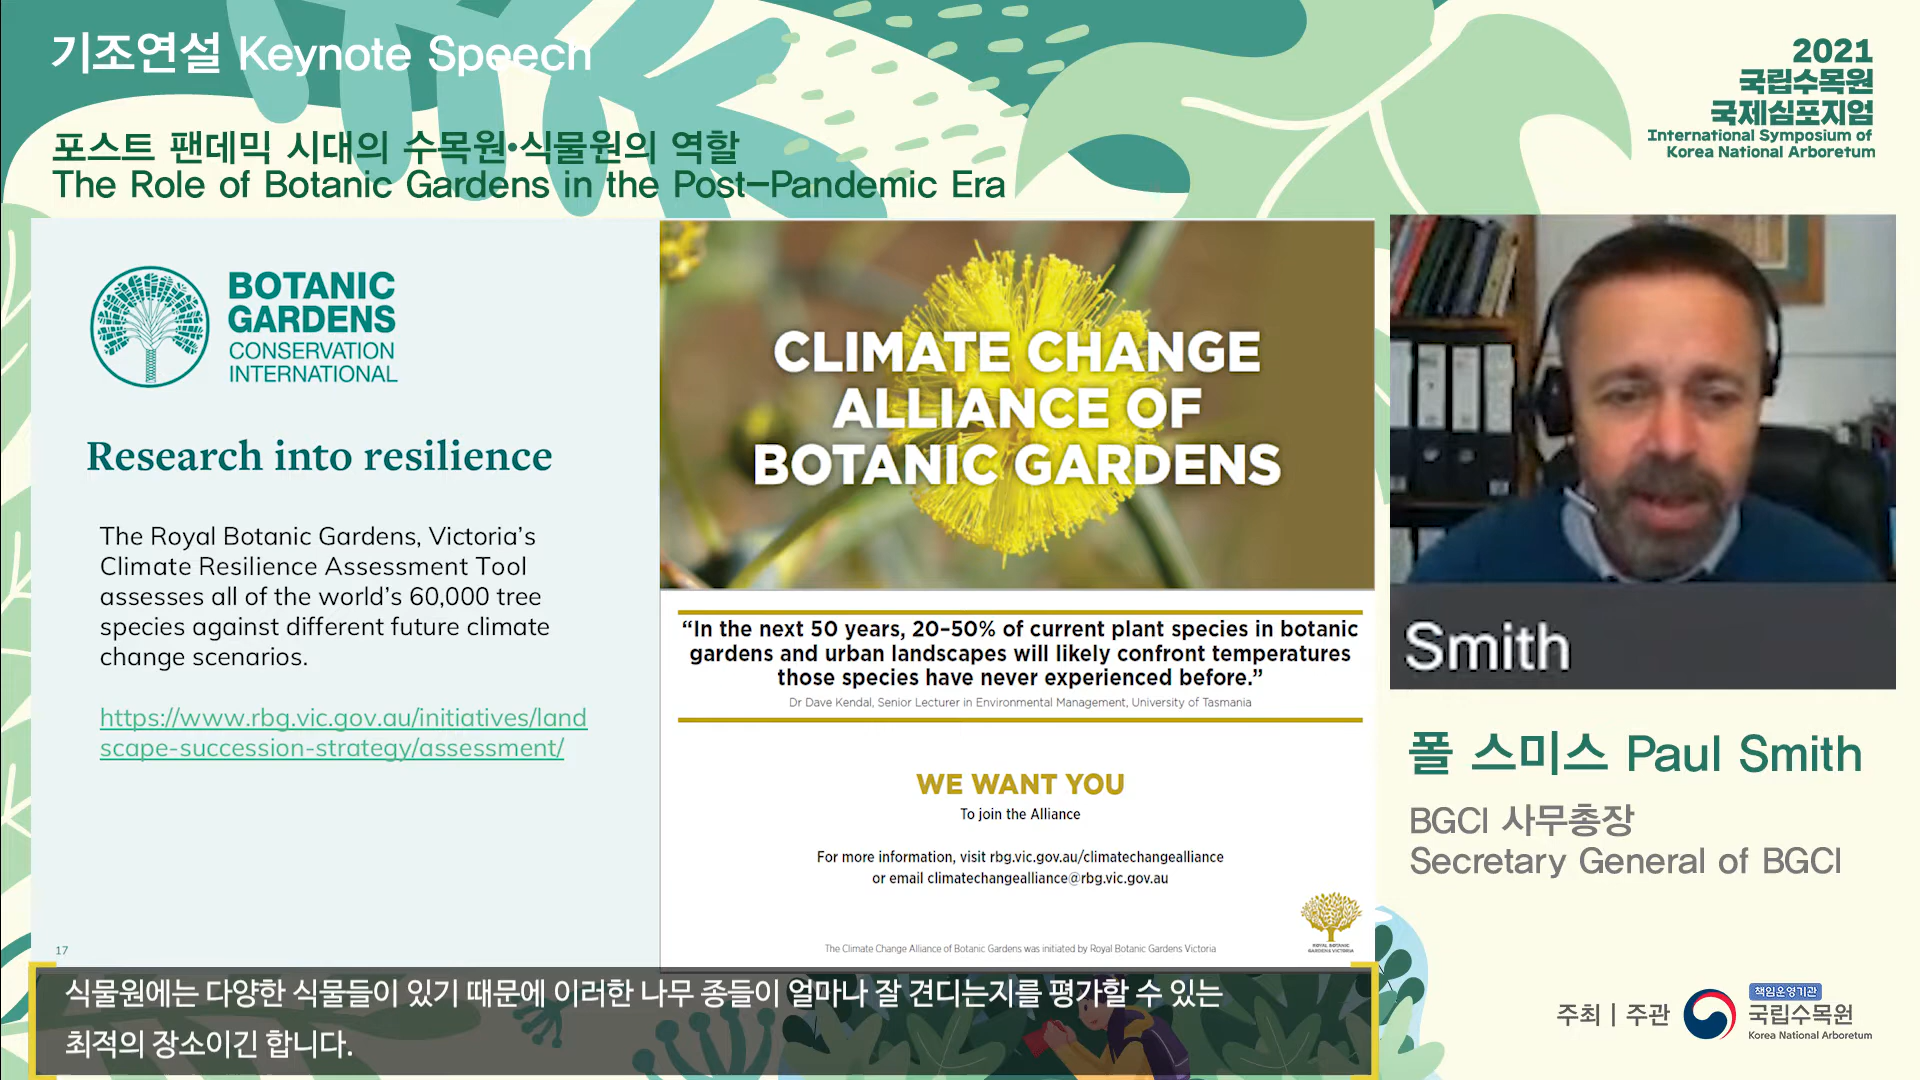 기조연설 Keynote Speech
포스트 팬데믹 시대의 수목원•식물원의 역할
The Role of Botanic Gardens in the Post-Pandemic Era
2021
국립수목원
국제심포지엄
International Symposium of
Korea National Arboretum
BOTANIC
GARDENS
CONSERVATION
INTERNATIONAL
Research into resilience
The Royal Botanic Gardens, Victoria’s
Climate Resilience Assessment Tool
assesses all of the world’s 60,000 tree
species against different future climate
change scenarios.
https://www.rbg.vic.gov.au/initiatives/land
scape-succession-strategy/assessment/
17
CLIMATE CHANGE
ALLIANCE OF
BOTANIC GARDENS
“In the next 50 years, 20-50% of current plant species in botanic
gardens and urban landscapes will likely confront temperatures
those species have never experienced before.”
Dr Dave Kendal, Senior Lecturer in Environmental Management, University of Tasmania
WE WANT YOU
To join the Alliance
For more information, visit rbg.vic.gov.au/climatechangealliance
or email climatechangealliance@rbg.vic.gov.au
ROYAL BOTANIC
GARDENS VICTORIA
The Climate Change Alliance of Botanic Gardens was initiated by Royal Botanic Gardens Victoria
Smith
폴 스미스 Paul Smith
BGCI 사무총장
Secretary General of BGCI
식물원에는 다양한 식물들이 있기 때문에 이러한 나무 종들이 얼마나 잘 견디는지를 평가할 수 있는
최적의 장소이긴 합니다.
주최 | 주관
책임운영기관
국립수목원
Korea National Arboretum